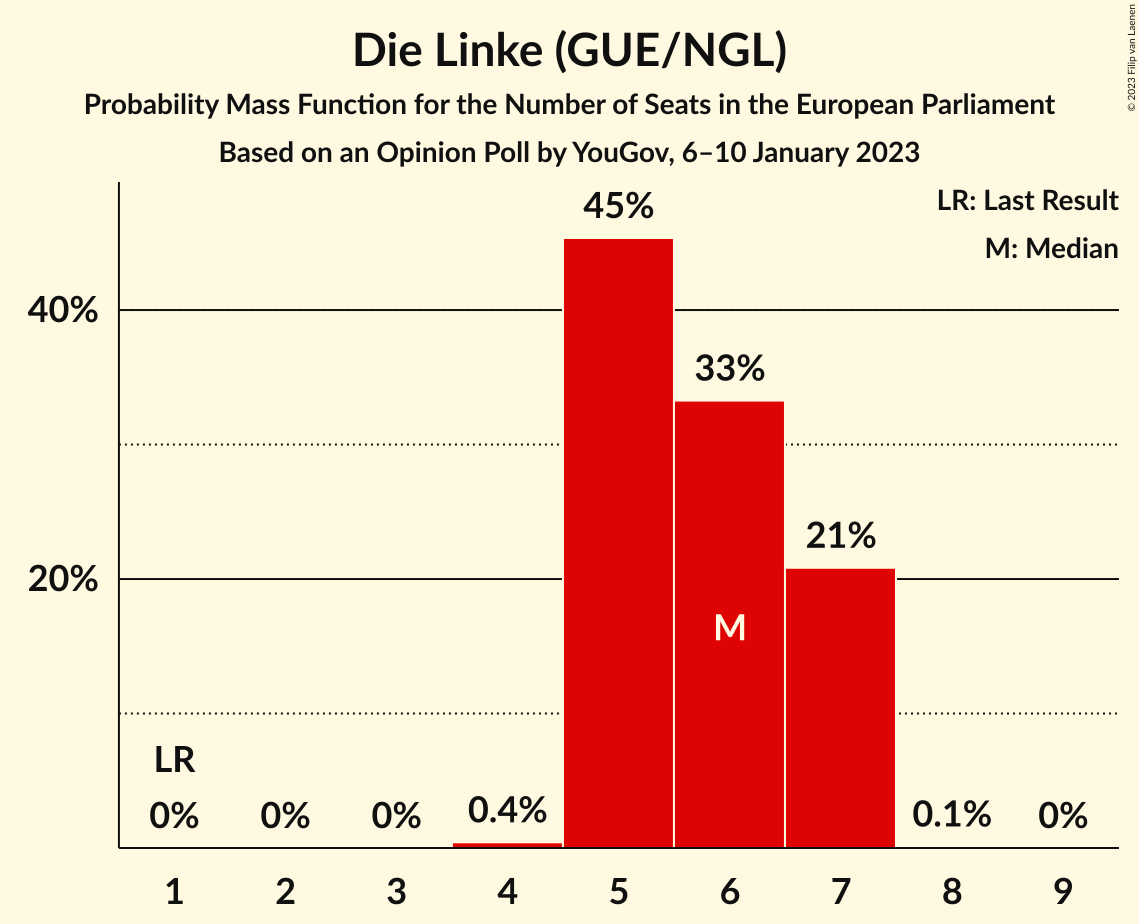 Die Linke (GUE/NGL)
Probability Mass Function for the Number of Seats in the European Parliament
Based on an Opinion Poll by YouGov, 6–10 January 2023
© 2023 Filip van Laenen
LR: Last Result
M: Median
45%
40%
33%
21%
20%
M
LR
0%
0%
0%
0.4%
0.1%
0%
1
2
3
4
5
6
7
8
9